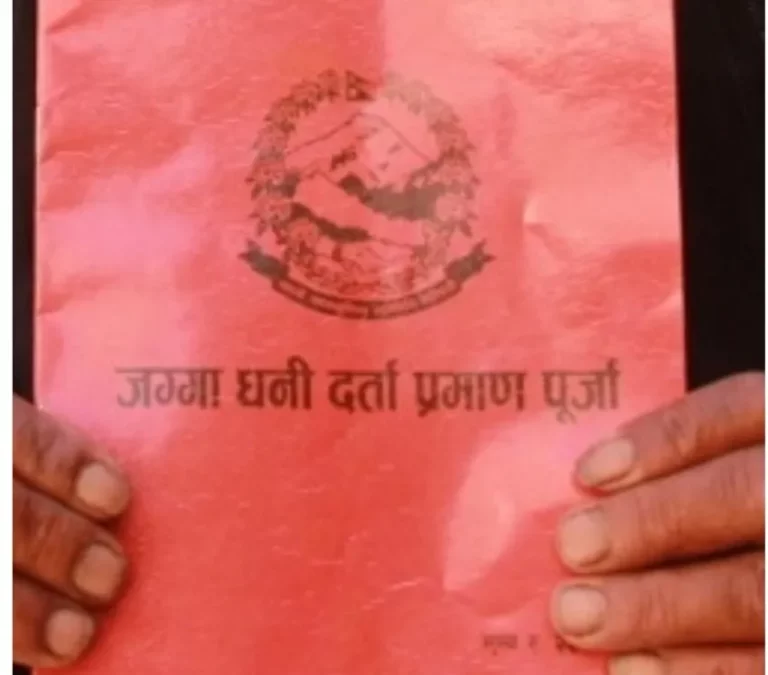 जग्गा धनी दर्ता प्रमाण पूर्जा